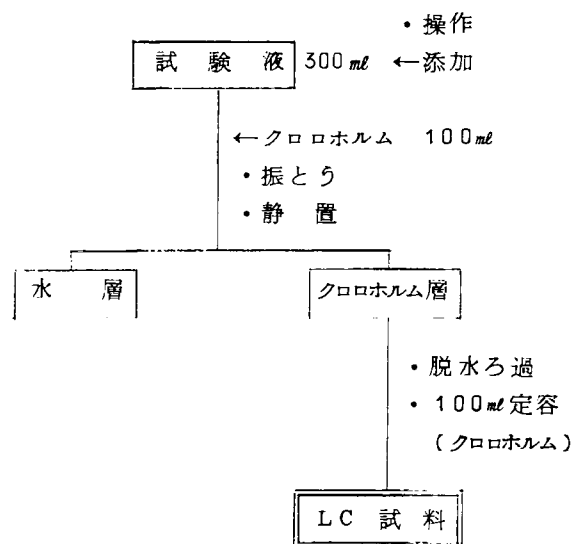 ・操作
試験液 300ml ←添加
←クロロホルム 100ml
・振とう
・静置
水層
クロロホルム層
・脱水ろ過
・100ml定容
(クロロホルム)
LC試料